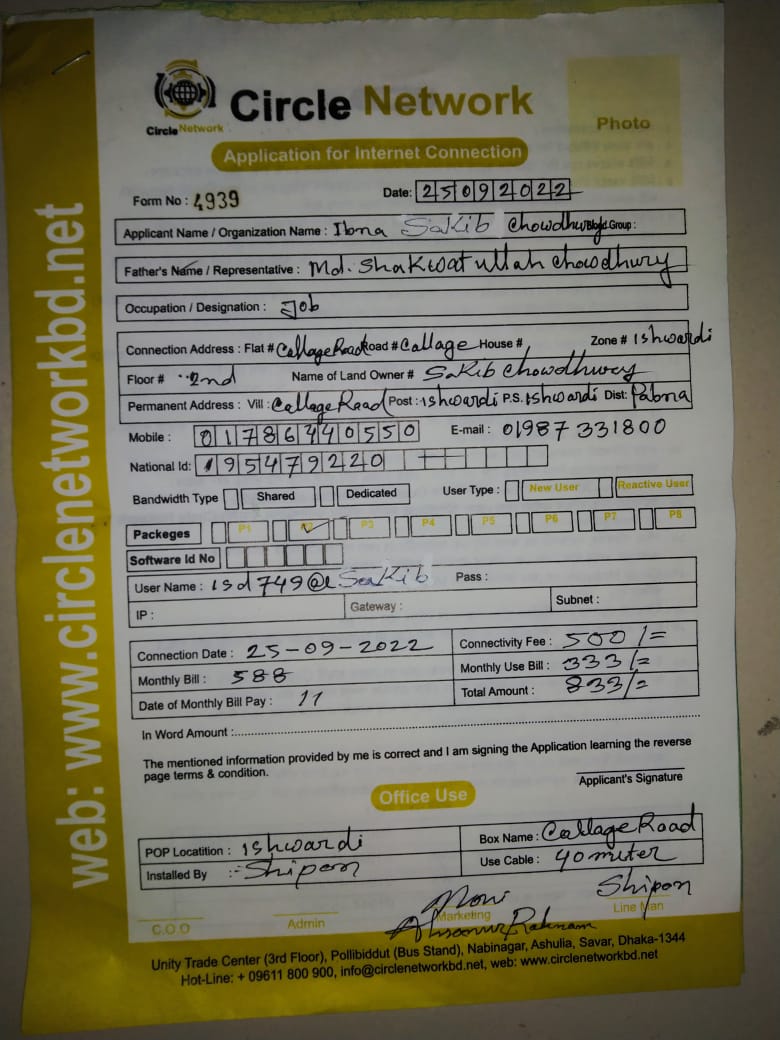 Circle Network
Circle Network
Photo
Application for Internet Connection
Form No : 4939
Date: 25092022
Applicant Name / Organization Name : Ibna Sakib Chowdhury Blood Group :
Father's Name / Representative : Md. Shakwat ullah chowdhury
Occupation / Designation : Job
Connection Address : Flat # Callage Road Road # Callage House # Zone # Ishwardi
Floor # 2nd Name of Land Owner # Sakib chowdhury
Permanent Address : Vill : Callage Road Post : Ishwardi P.S. Ishwardi Dist: Pabna
Mobile : 01786440550 E-mail : 01987331800
National Id: 195479220
Bandwidth Type Shared Dedicated User Type : New User Reactive User
Packeges P1 P2 P3 P4 P5 P6 P7 P8
Software Id No
User Name : isd749@ Sakib Pass :
IP : Gateway : Subnet :
Connection Date : 25-09-2022 Connectivity Fee : 500/=
Monthly Bill : 588 Monthly Use Bill : 333/=
Date of Monthly Bill Pay : 11 Total Amount : 833/=
In Word Amount :
The mentioned information provided by me is correct and I am signing the Application learning the reverse
page terms & condition.
Applicant's Signature
Office Use
POP Locatition : Ishwardi Box Name : Callage Road
Installed By :- Shipon Use Cable : 40 miter
Shipon
C.O.O Admin Marketing Line Man
Unity Trade Center (3rd Floor), Pollibiddut (Bus Stand), Nabinagar, Ashulia, Savar, Dhaka-1344
Hot-Line: + 09611 800 900, info@circlenetworkbd.net, web: www.circlenetworkbd.net
web: www.circlenetworkbd.net